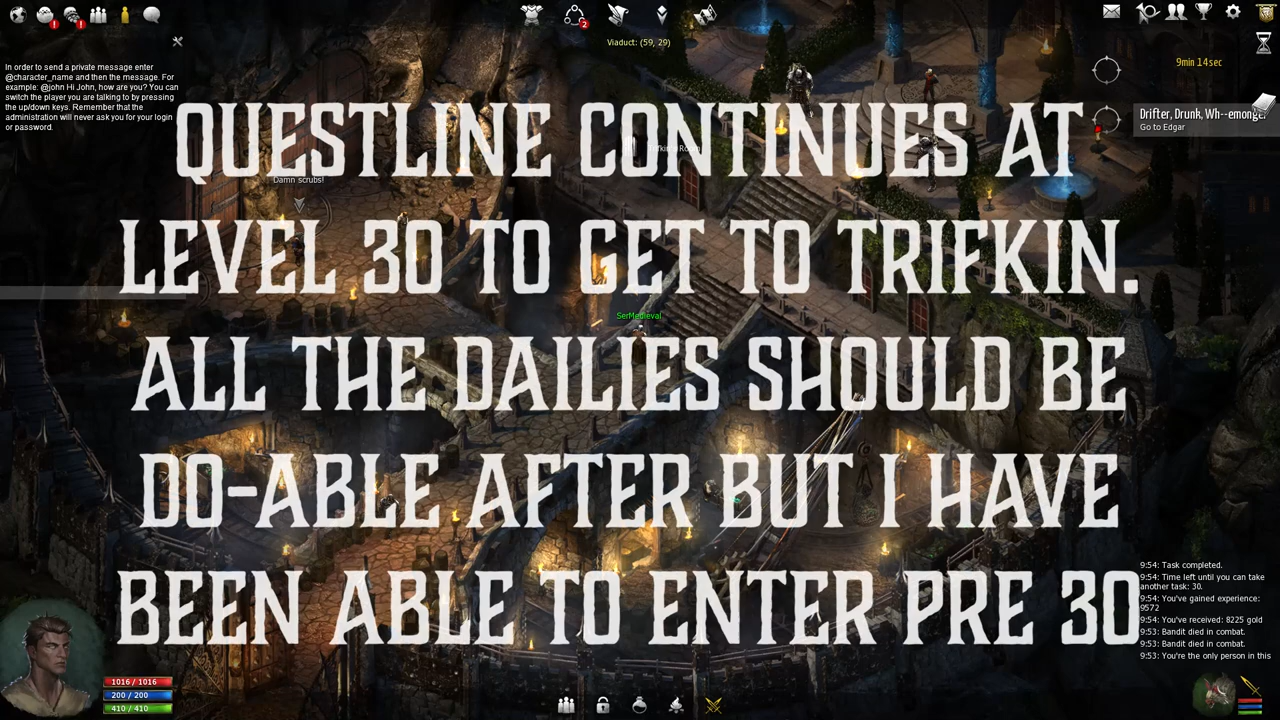 2
Viaduct: (59, 29)
In order to send a private message enter
@character_name and then the message. For
example: @john Hi John, how are you? You can
switch the player you are talking to by pressing
the up/down keys. Remember that the
administration will never ask you for your login
or password.
9min 14sec
Drifter, Drunk, Wh--emonge.
Go to Edgar
QUESTLINE CONTINUES AT
Damn scrubs!
LEVEL 30 TO GET TO TRIFKIN.
SerMedieval
ALL THE DAILIES SHOULD BE
DO-ABLE AFTER BUT I HAVE
BEEN ABLE TO ENTER PRE 30
9:54: Task completed.
9:54: Time left until you can take
another task: 30.
9:54: You've gained experience:
9572
9:54: You've received: 8225 gold
9:53: Bandit died in combat.
9:53: Bandit died in combat.
9:53: You're the only person in this
1016 / 1016
200 / 200
410 / 410